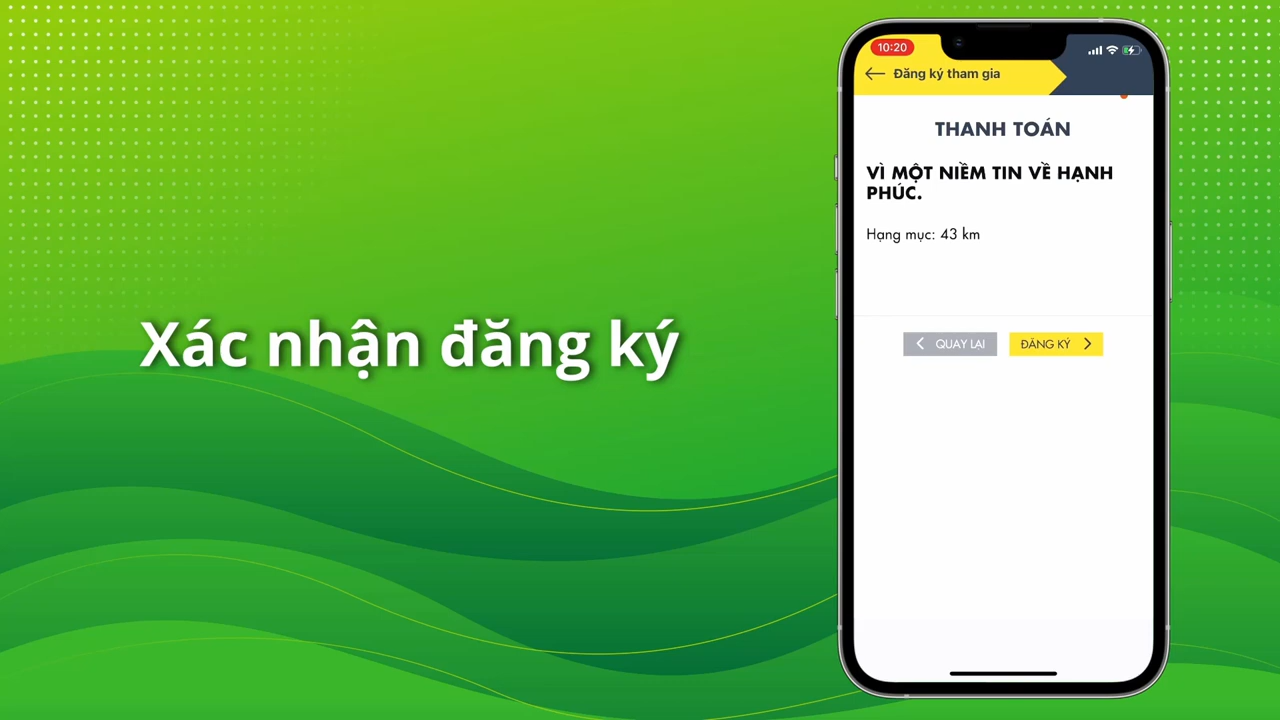 Xác nhận đăng ký
10:20
Đăng ký tham gia
THANH TOÁN
VÌ MỘT NIỀM TIN VỀ HẠNH
PHÚC.
Hạng mục: 43 km
QUAY LẠI
ĐĂNG KÝ